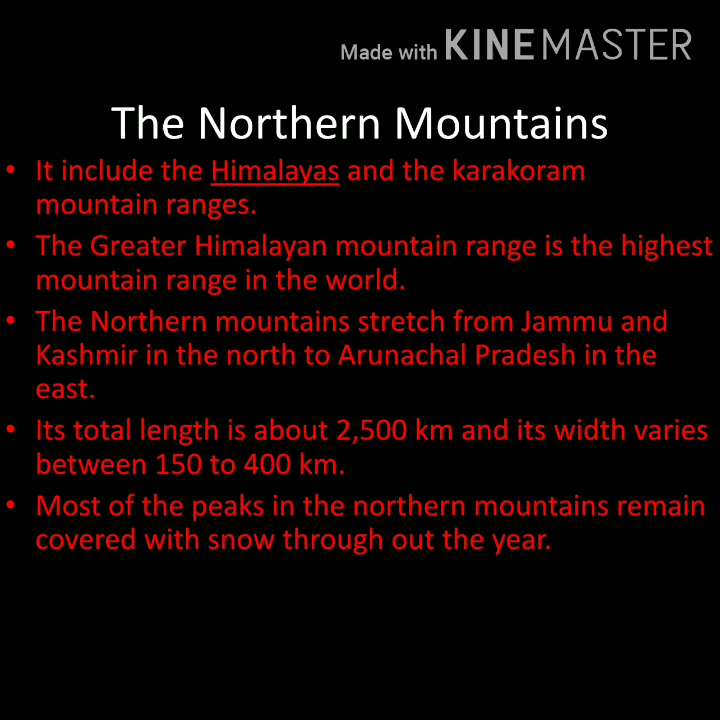 Made with KINEMASTER
The Northern Mountains
• It include the Himalayas and the karakoram
mountain ranges.
• The Greater Himalayan mountain range is the highest
mountain range in the world.
• The Northern mountains stretch from Jammu and
Kashmir in the north to Arunachal Pradesh in the
east.
• Its total length is about 2,500 km and its width varies
between 150 to 400 km.
• Most of the peaks in the northern mountains remain
covered with snow through out the year.